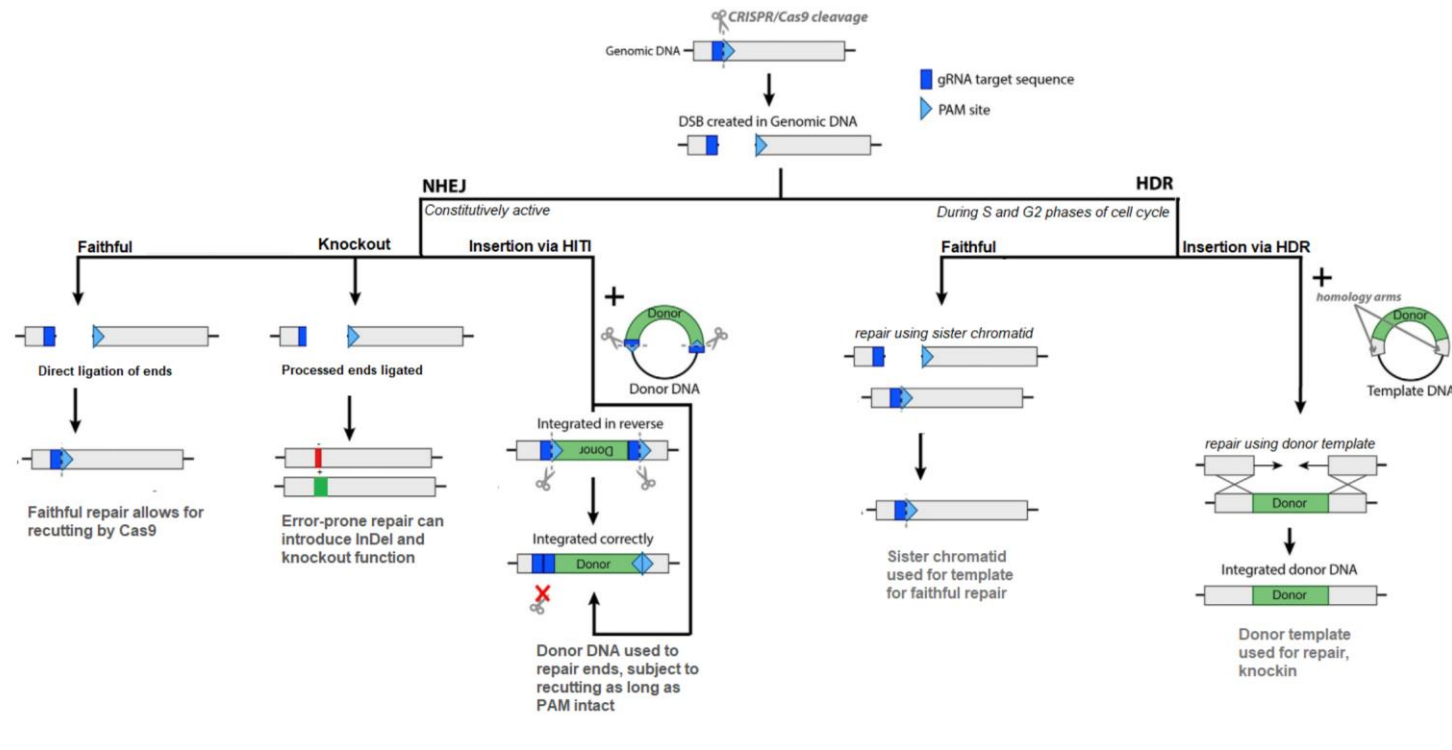 CRISPR/Cas9 cleavage
Genomic DNA
gRNA target sequence
PAM site
DSB created in Genomic DNA
NHEJ
HDR
Constitutively active
During S and G2 phases of cell cycle
Faithful
Knockout
Insertion via HITI
Faithful
Insertion via HDR
+
+
homology arms
Donor
Donor
Donor DNA
Template DNA
Direct ligation of ends
Processed ends ligated
repair using sister chromatid
Integrated in reverse
Donor
repair using donor template
-
+
Donor
Faithful repair allows for
recutting by Cas9
Error-prone repair can
introduce InDel and
knockout function
Integrated correctly
Donor
Sister chromatid
used for template
for faithful repair
Integrated donor DNA
Donor
Donor DNA used to
repair ends, subject to
recutting as long as
PAM intact
Donor template
used for repair,
knockin